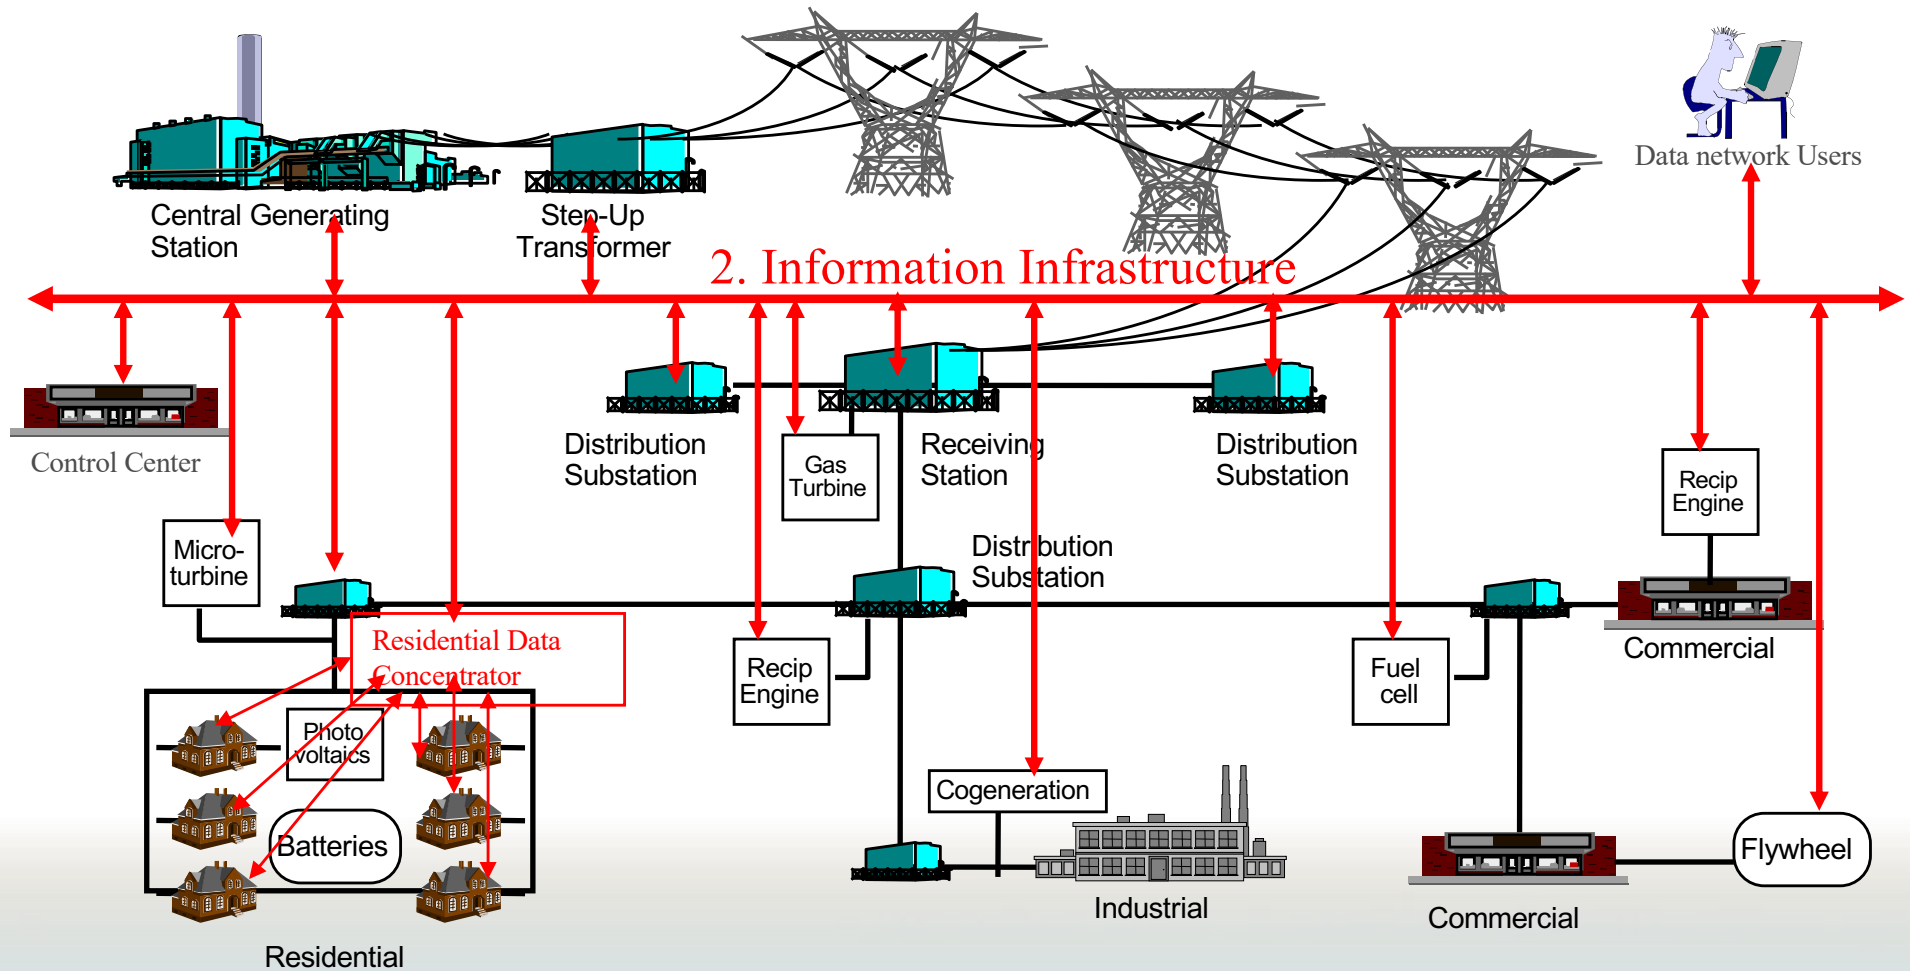 Data network Users
Central Generating
Station
Step-Up
Transformer
2. Information Infrastructure
Control Center
Distribution
Substation
Gas
Turbine
Receiving
Station
Distribution
Substation
Recip
Engine
Micro-
turbine
Distribution
Substation
Residential Data
Concentrator
Recip
Engine
Fuel
cell
Commercial
Photo
voltaics
Cogeneration
Batteries
Flywheel
Industrial
Commercial
Residential